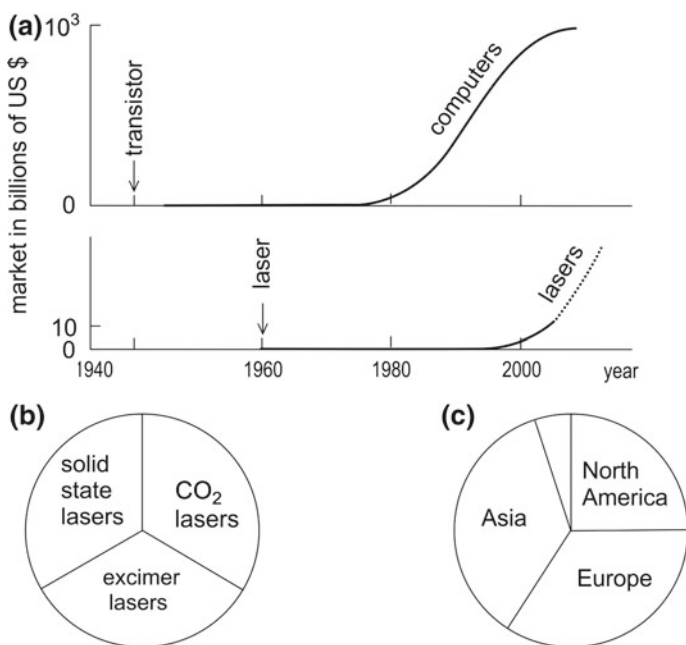 (a)
market in billions of US $
10³
0
transistor
computers
10
0
laser
lasers
1940
1960
1980
2000
year
(b)
solid
state
lasers
CO₂
lasers
excimer
lasers
(c)
North
America
Asia
Europe